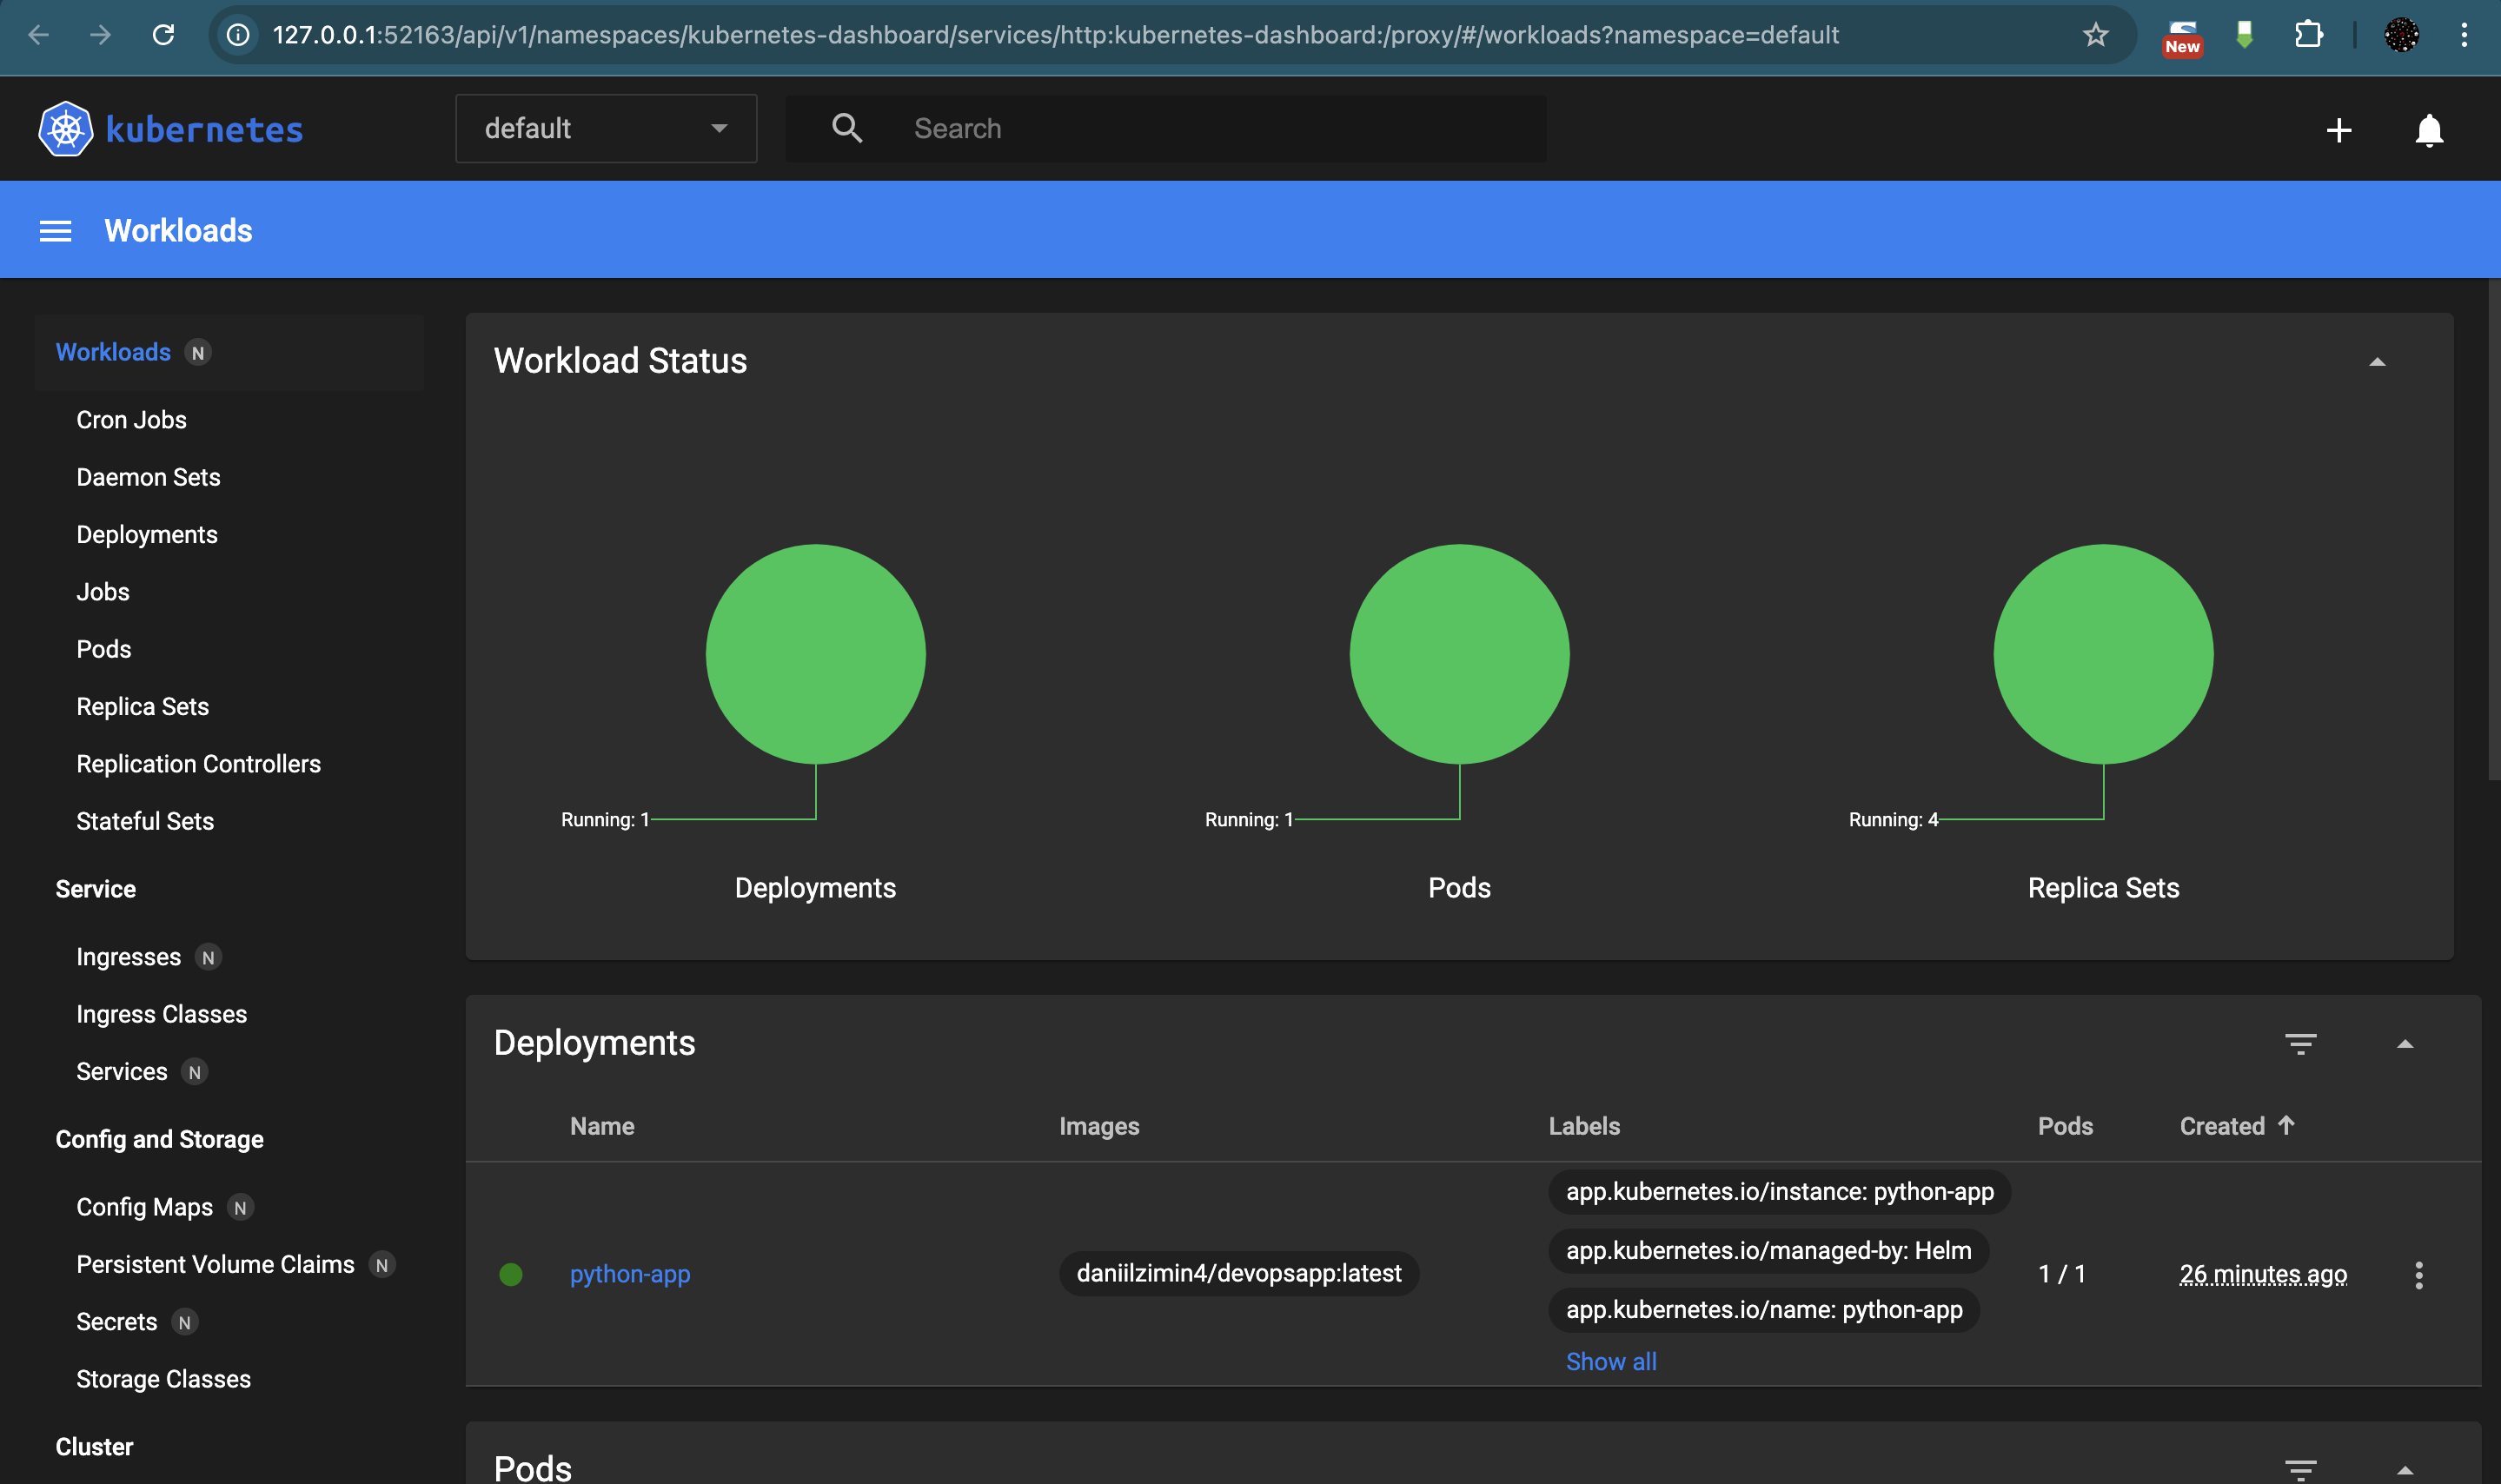 127.0.0.1:52163/api/v1/namespaces/kubernetes-dashboard/services/http:kubernetes-dashboard:/proxy/#/workloads?namespace=default
New
kubernetes
default
Search
Workloads
Workloads N
Cron Jobs
Daemon Sets
Deployments
Jobs
Pods
Replica Sets
Replication Controllers
Stateful Sets
Service
Ingresses N
Ingress Classes
Services N
Config and Storage
Config Maps N
Persistent Volume Claims N
Secrets N
Storage Classes
Cluster
Workload Status
Running: 1
Deployments
Running: 1
Pods
Running: 4
Replica Sets
Deployments
Name Images Labels Pods Created
python-app
daniilzimin4/devopsapp:latest
app.kubernetes.io/instance: python-app
app.kubernetes.io/managed-by: Helm
app.kubernetes.io/name: python-app
Show all
1 / 1
26 minutes ago
Pods